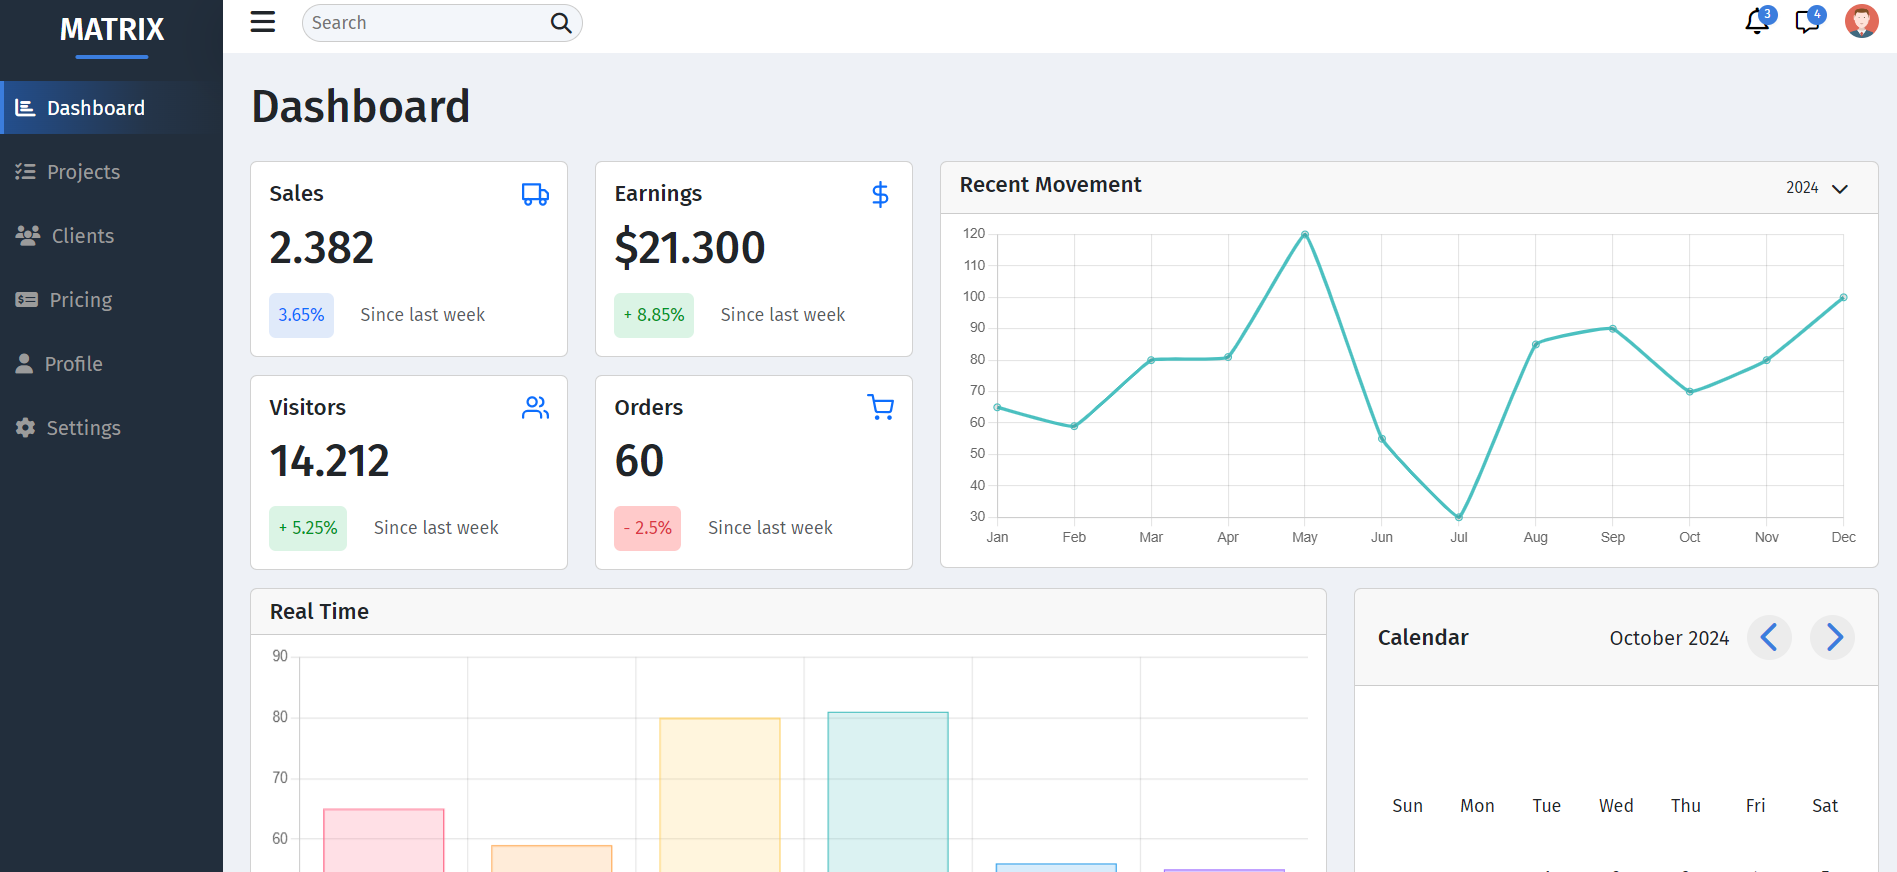 MATRIX
Search
3
4
Dashboard
Projects
Clients
Pricing
Profile
Settings
Dashboard
Sales
2.382
3.65% Since last week
Earnings
$21.300
+ 8.85% Since last week
Visitors
14.212
+ 5.25% Since last week
Orders
60
- 2.5% Since last week
Recent Movement
2024
120
110
100
90
80
70
60
50
40
30
Jan Feb Mar Apr May Jun Jul Aug Sep Oct Nov Dec
Real Time
90
80
70
60
Calendar
October 2024
Sun Mon Tue Wed Thu Fri Sat